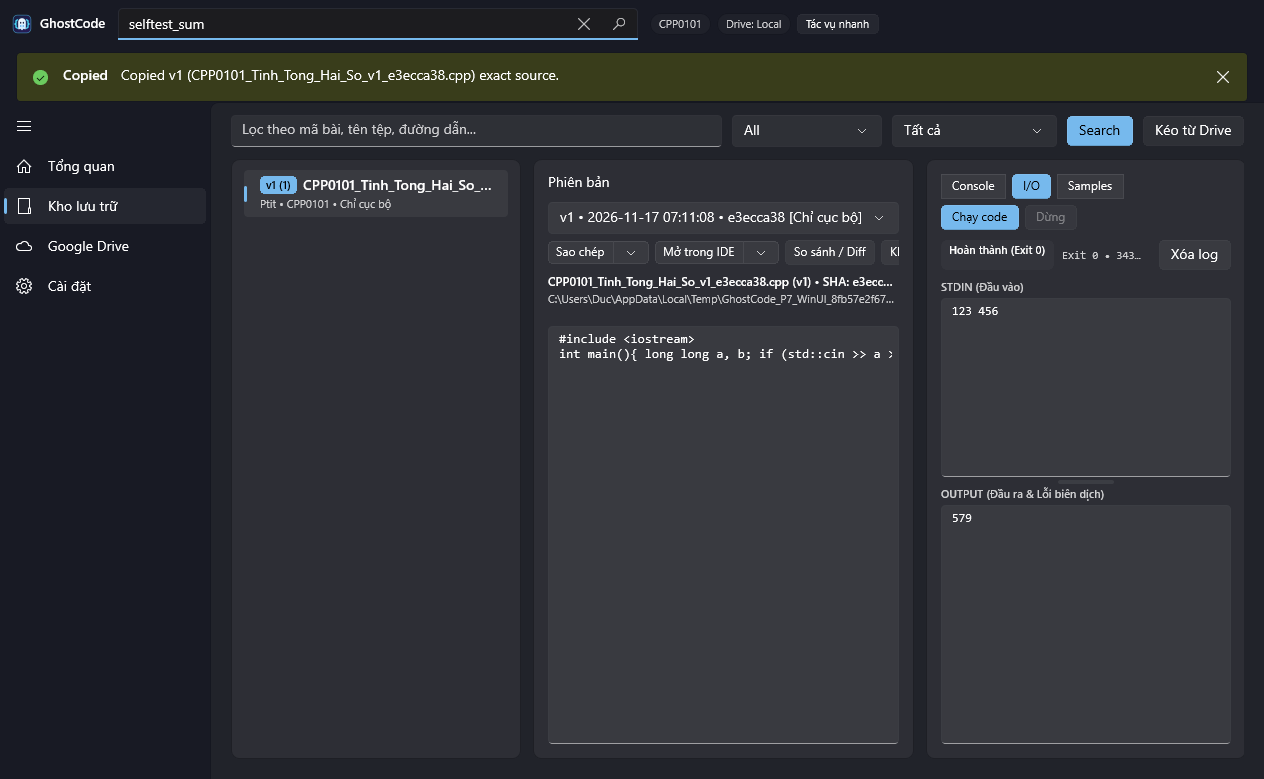 GhostCode
selftest_sum
CPP0101
Drive: Local
Tác vụ nhanh
Copied Copied v1 (CPP0101_Tinh_Tong_Hai_So_v1_e3ecca38.cpp) exact source.
Tổng quan
Kho lưu trữ
Google Drive
Cài đặt
Lọc theo mã bài, tên tệp, đường dẫn...
All
Tất cả
Search
Kéo từ Drive
v1 (1) CPP0101_Tinh_Tong_Hai_So_...
Ptit • CPP0101 • Chỉ cục bộ
Phiên bản
v1 • 2026-11-17 07:11:08 • e3ecca38 [Chỉ cục bộ]
Sao chép
Mở trong IDE
So sánh / Diff
CPP0101_Tinh_Tong_Hai_So_v1_e3ecca38.cpp (v1) • SHA: e3ecc...
C:\Users\Duc\AppData\Local\Temp\GhostCode_P7_WinUI_8fb57e2f67...
#include <iostream>
int main(){ long long a, b; if (std::cin >> a >
Console
I/O
Samples
Chạy code
Dừng
Hoàn thành (Exit 0)
Exit 0 • 343...
Xóa log
STDIN (Đầu vào)
123 456
OUTPUT (Đầu ra & Lỗi biên dịch)
579